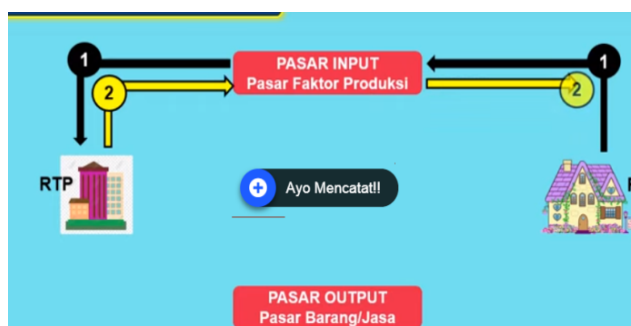 PASAR INPUT
Pasar Faktor Produksi
1
1
2
2
RTP
Ayo Mencatat!!
PASAR OUTPUT
Pasar Barang/Jasa